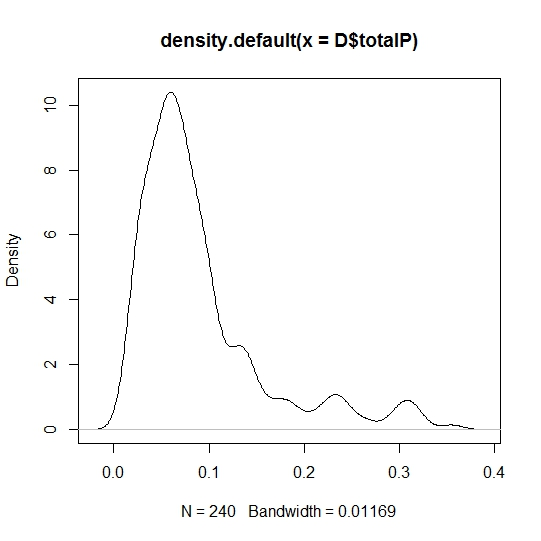 density.default(x = D$totalP)
Density
10
8
6
4
2
0
0.0 0.1 0.2 0.3 0.4
N = 240 Bandwidth = 0.01169